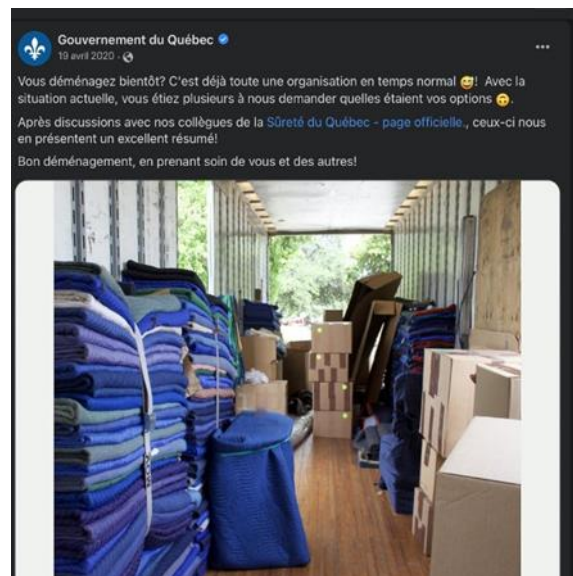 Gouvernement du Québec
19 avril 2020 ·
Vous déménagez bientôt? C'est déjà toute une organisation en temps normal 😅! Avec la
situation actuelle, vous étiez plusieurs à nous demander quelles étaient vos options 🙃.
Après discussions avec nos collègues de la Sûreté du Québec - page officielle., ceux-ci nous
en présentent un excellent résumé!
Bon déménagement, en prenant soin de vous et des autres!